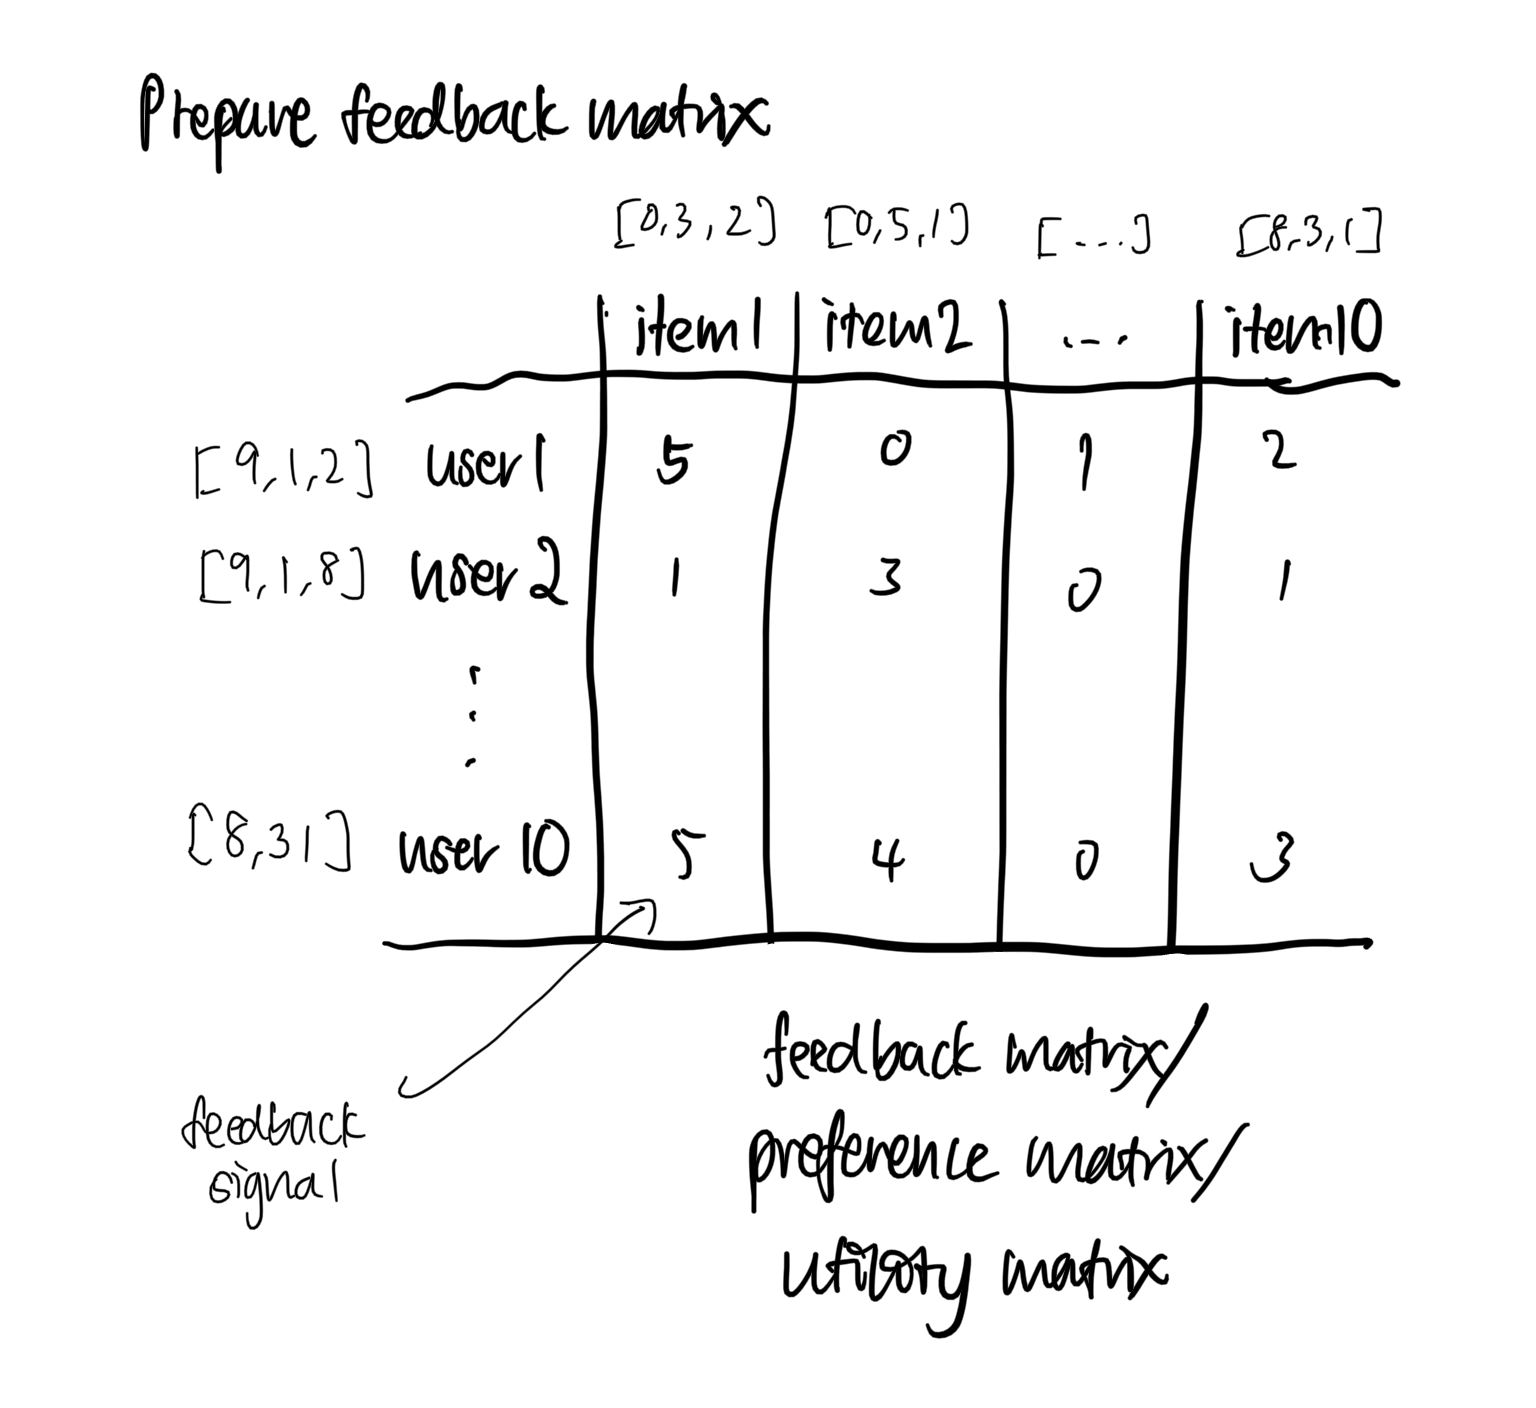 Prepare feedback matrix
[0,3,2] [0,5,1] [...] [8,3,1]
item1 item2 ... item10
[9,1,2] user1 5 0 1 2
[9,1,8] user2 1 3 0 1
⋮
[8,31] user 10 5 4 0 3
feedback matrix/
feedback
signal
preference matrix/
utility matrix